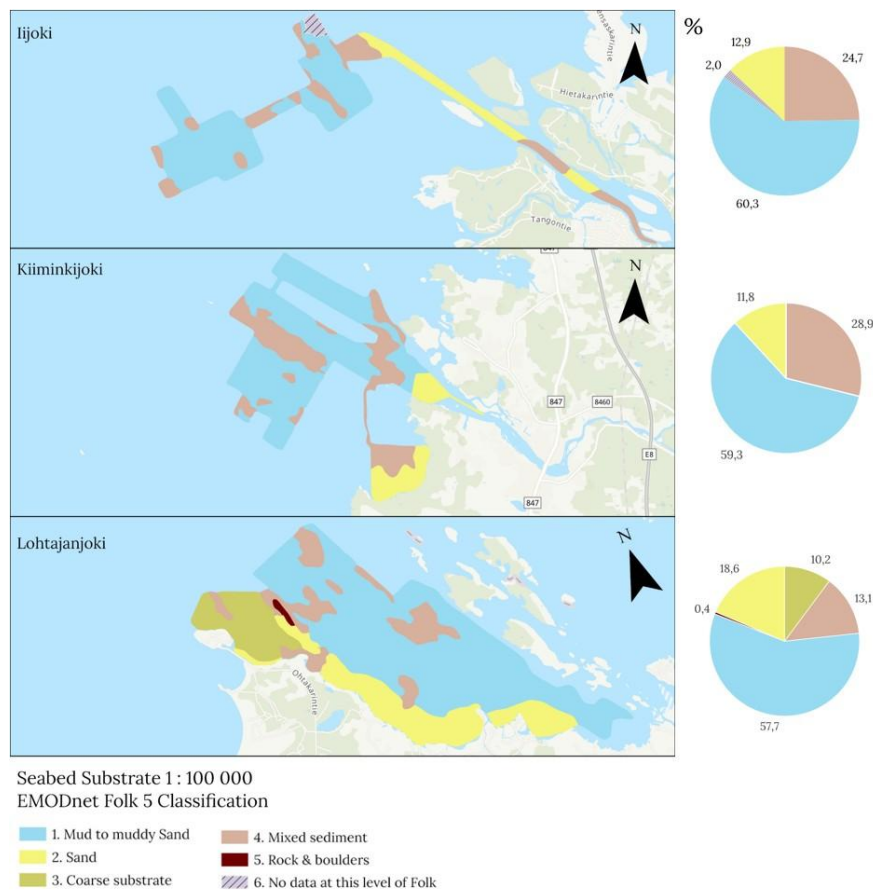 Iijoki
N
ensaskärintie
Hietakarintie
Tangontie
847
%
12,9
24,7
2,0
60,3
Kiiminkijoki
N
847
8460
E8
847
11,8
28,9
59,3
Lohtajanjoki
N
Ohtakarintie
18,6
10,2
0,4
13,1
57,7
Seabed Substrate 1 : 100 000
EMODnet Folk 5 Classification
1. Mud to muddy Sand
2. Sand
3. Coarse substrate
4. Mixed sediment
5. Rock & boulders
6. No data at this level of Folk